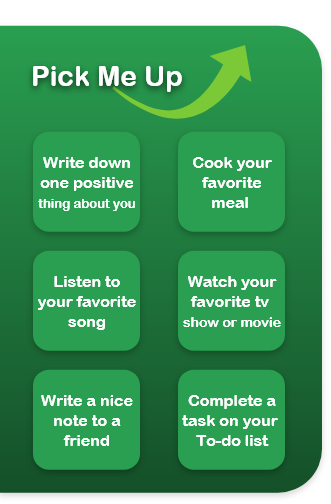 Pick Me Up
Write down
one positive
thing about you
Cook your
favorite
meal
Listen to
your favorite
song
Watch your
favorite tv
show or movie
Write a nice
note to a
friend
Complete a
task on your
To-do list